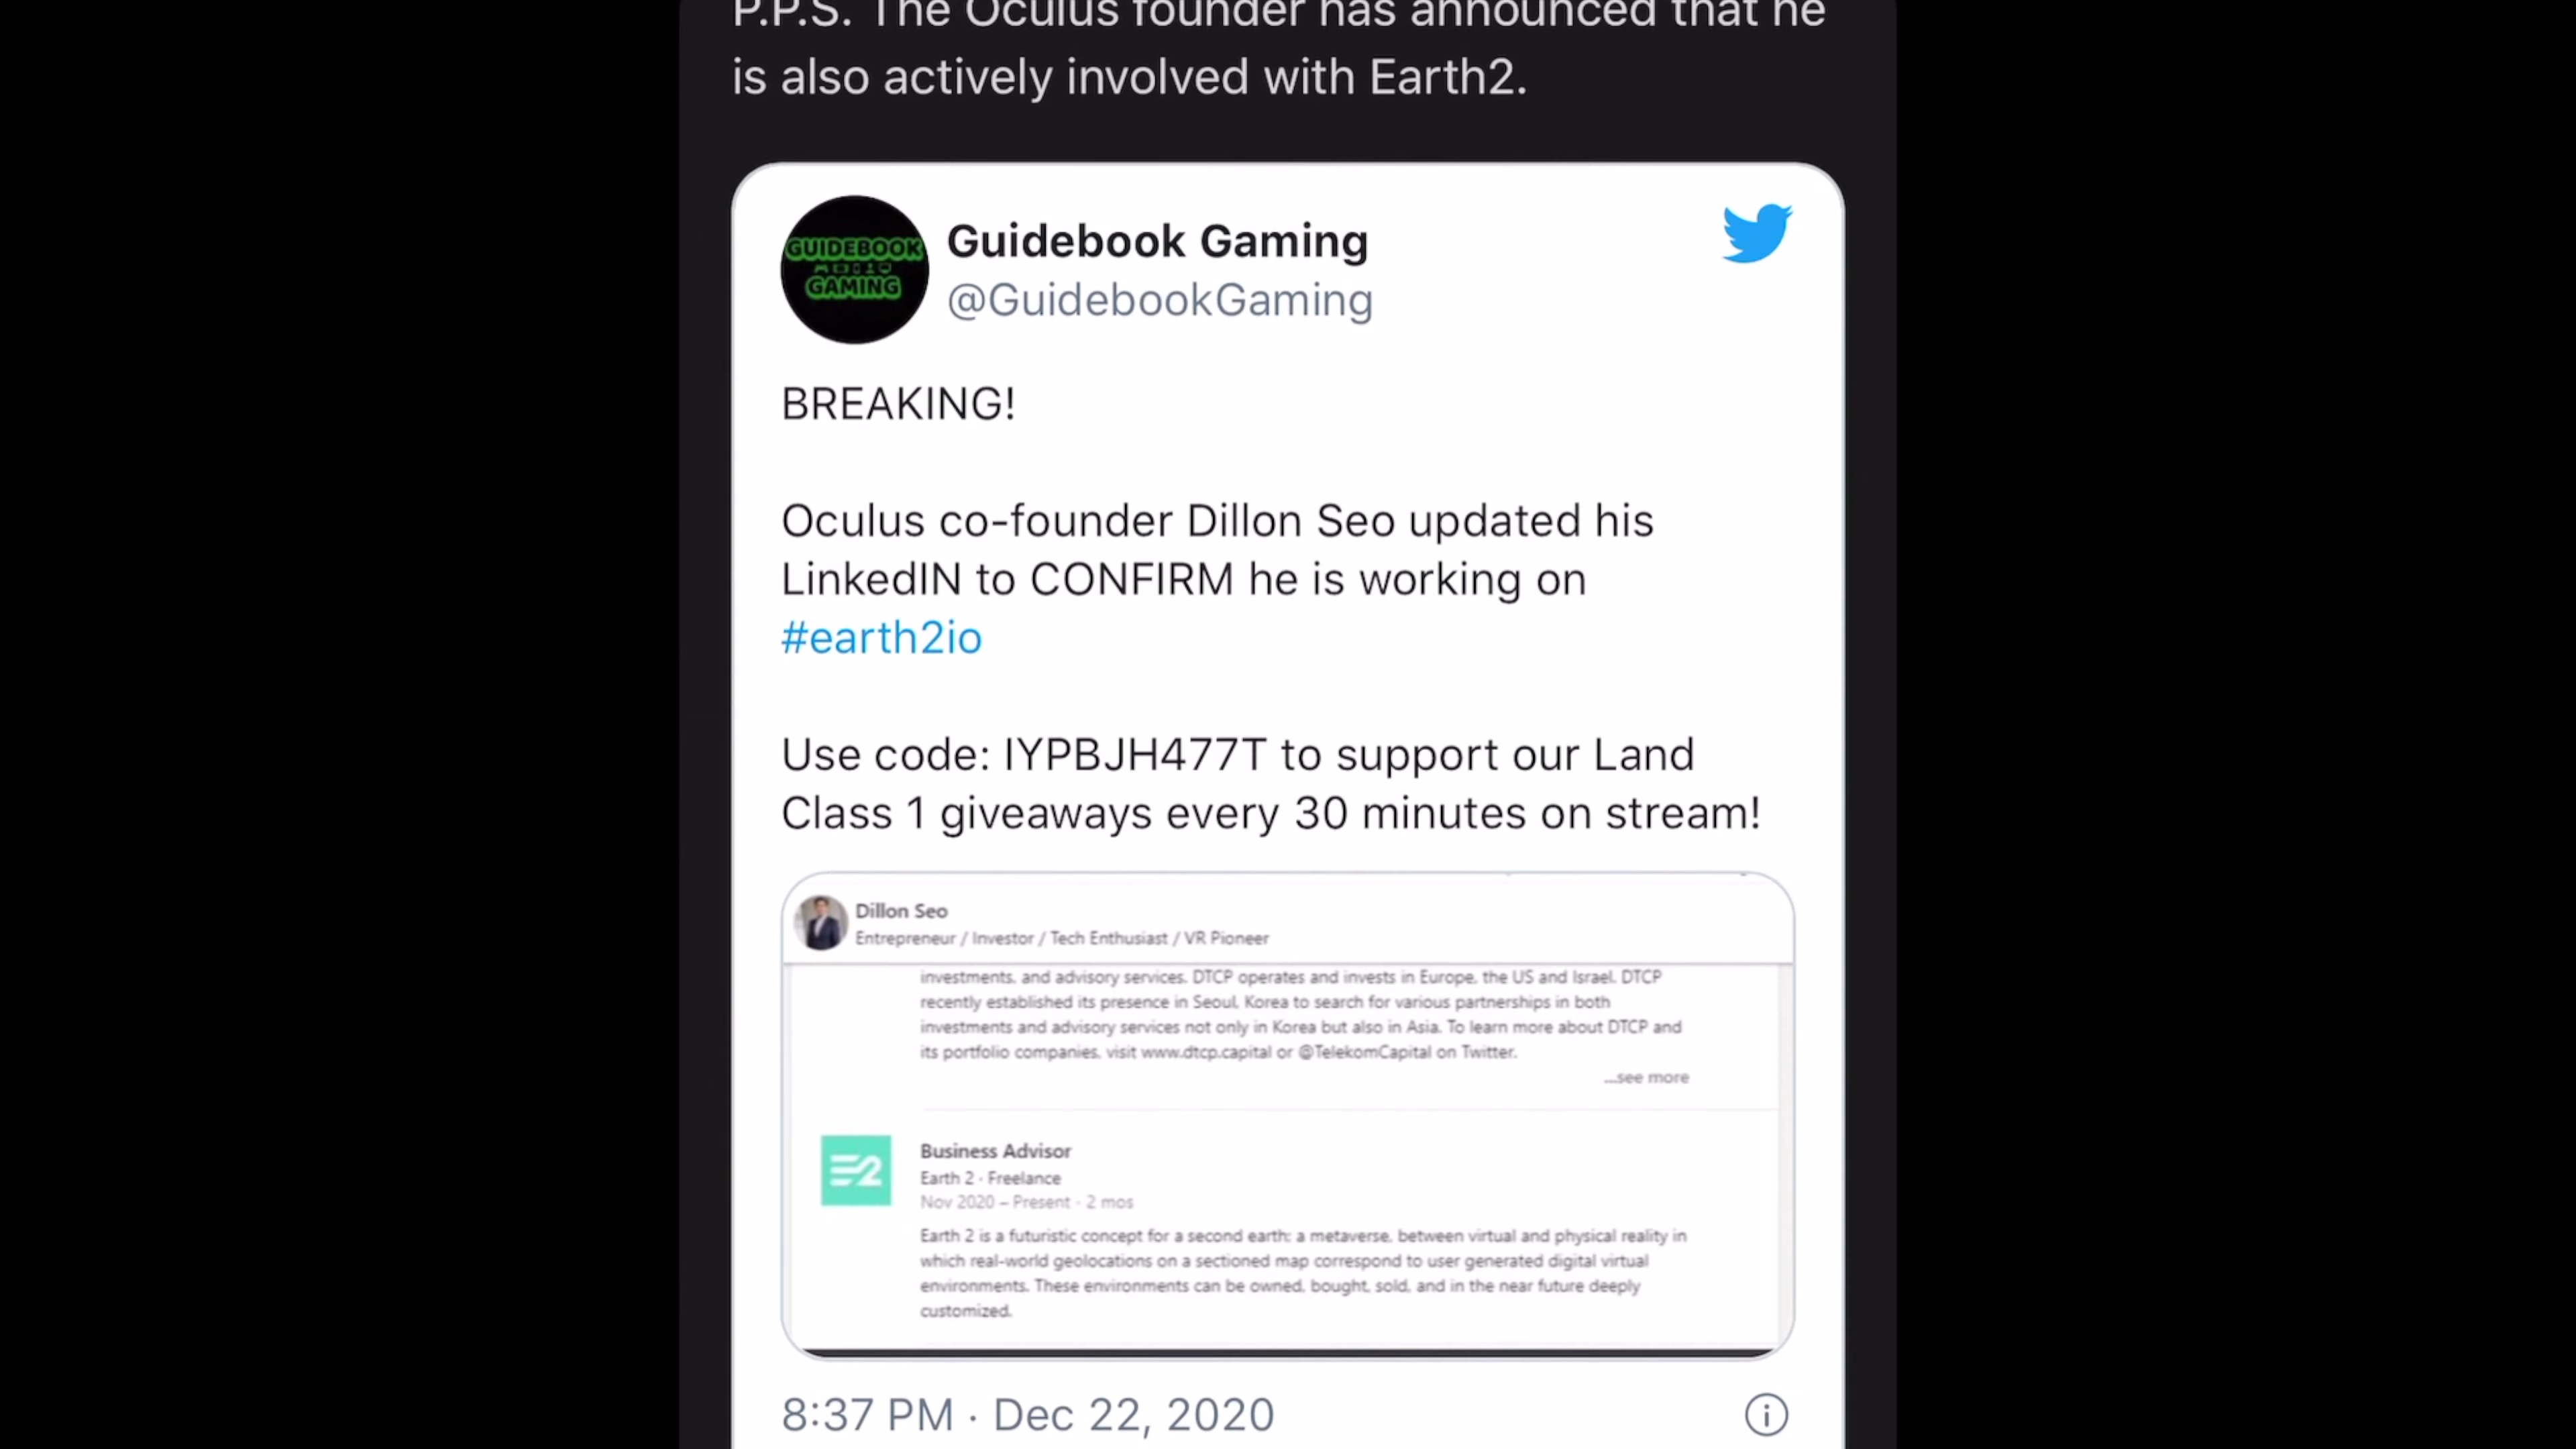 P.P.S. The Oculus founder has announced that he
is also actively involved with Earth2.
GUIDEBOOK
GAMING
Guidebook Gaming
@GuidebookGaming
BREAKING!
Oculus co-founder Dillon Seo updated his
LinkedIN to CONFIRM he is working on
#earth2io
Use code: IYPBJH477T to support our Land
Class 1 giveaways every 30 minutes on stream!
Dillon Seo
Entrepreneur / Investor / Tech Enthusiast / VR Pioneer
investments, and advisory services. DTCP operates and invests in Europe, the US and Israel. DTCP
recently established its presence in Seoul, Korea to search for various partnerships in both
investments and advisory services not only in Korea but also in Asia. To learn more about DTCP and
its portfolio companies, visit www.dtcp.capital or @TelekomCapital on Twitter.
...see more
E2
Business Advisor
Earth 2 · Freelance
Nov 2020 – Present · 2 mos
Earth 2 is a futuristic concept for a second earth; a metaverse, between virtual and physical reality in
which real-world geolocations on a sectioned map correspond to user generated digital virtual
environments. These environments can be owned, bought, sold, and in the near future deeply
customized.
8:37 PM · Dec 22, 2020